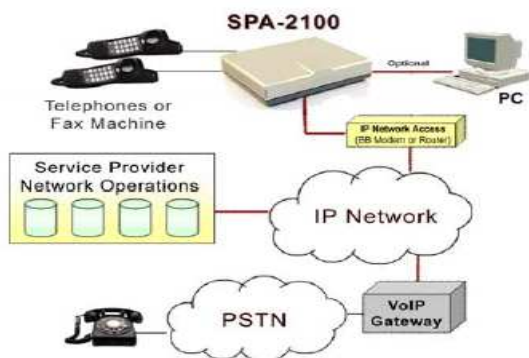 SPA-2100
Optional
PC
Telephones or
Fax Machine
IP Network Access
(BB Modem or Router)
Service Provider
Network Operations
IP Network
VoIP
Gateway
PSTN